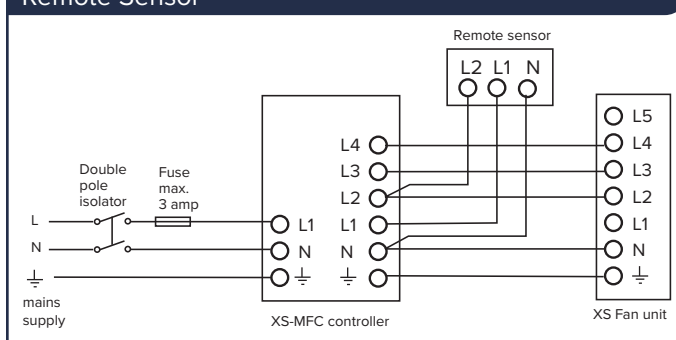 Remote Sensor
Remote sensor
L2 L1 N
L5
L4 L4
L3 L3
L2 L2
Double
pole
isolator
Fuse
max.
3 amp
L L1 L1 L1
N N N N
mains
supply
XS-MFC controller
XS Fan unit